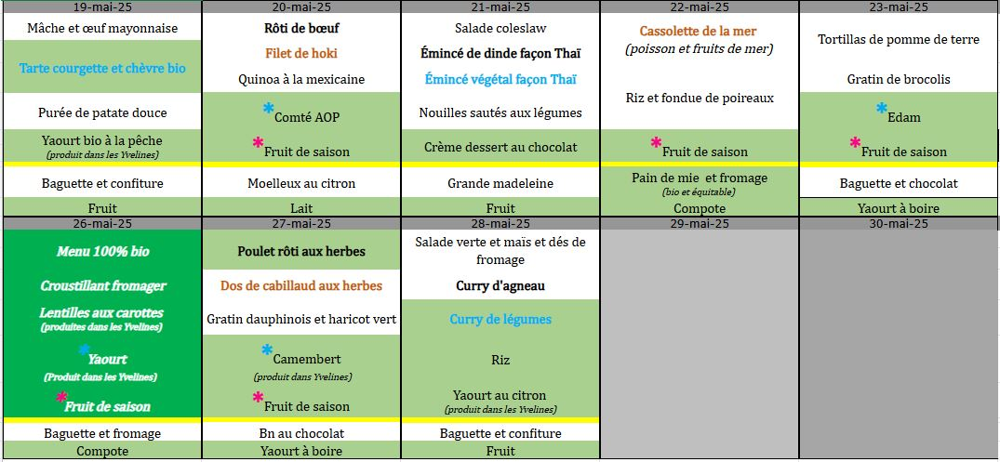 19-mai-25
Mâche et œuf mayonnaise
Tarte courgette et chèvre bio
Purée de patate douce
Yaourt bio à la pêche
(produit dans les Yvelines)
Baguette et confiture
Fruit
20-mai-25
Rôti de bœuf
Filet de hoki
Quinoa à la mexicaine
*Comté AOP
*Fruit de saison
Moelleux au citron
Lait
21-mai-25
Salade coleslaw
Émincé de dinde façon Thaï
Émincé végétal façon Thaï
Nouilles sautés aux légumes
Crème dessert au chocolat
Grande madeleine
Fruit
22-mai-25
Cassolette de la mer
(poisson et fruits de mer)
Riz et fondue de poireaux
*Fruit de saison
Pain de mie et fromage
(bio et équitable)
Compote
23-mai-25
Tortillas de pomme de terre
Gratin de brocolis
*Edam
*Fruit de saison
Baguette et chocolat
Yaourt à boire
26-mai-25
Menu 100% bio
Croustillant fromager
Lentilles aux carottes
(produites dans les Yvelines)
*Yaourt
(Produit dans les Yvelines)
*Fruit de saison
Baguette et fromage
Compote
27-mai-25
Poulet rôti aux herbes
Dos de cabillaud aux herbes
Gratin dauphinois et haricot vert
*Camembert
(produit dans Yvelines)
*Fruit de saison
Bn au chocolat
Yaourt à boire
28-mai-25
Salade verte et maïs et dés de
fromage
Curry d'agneau
Curry de légumes
Riz
Yaourt au citron
(produit dans les Yvelines)
Baguette et confiture
Fruit
29-mai-25
30-mai-25